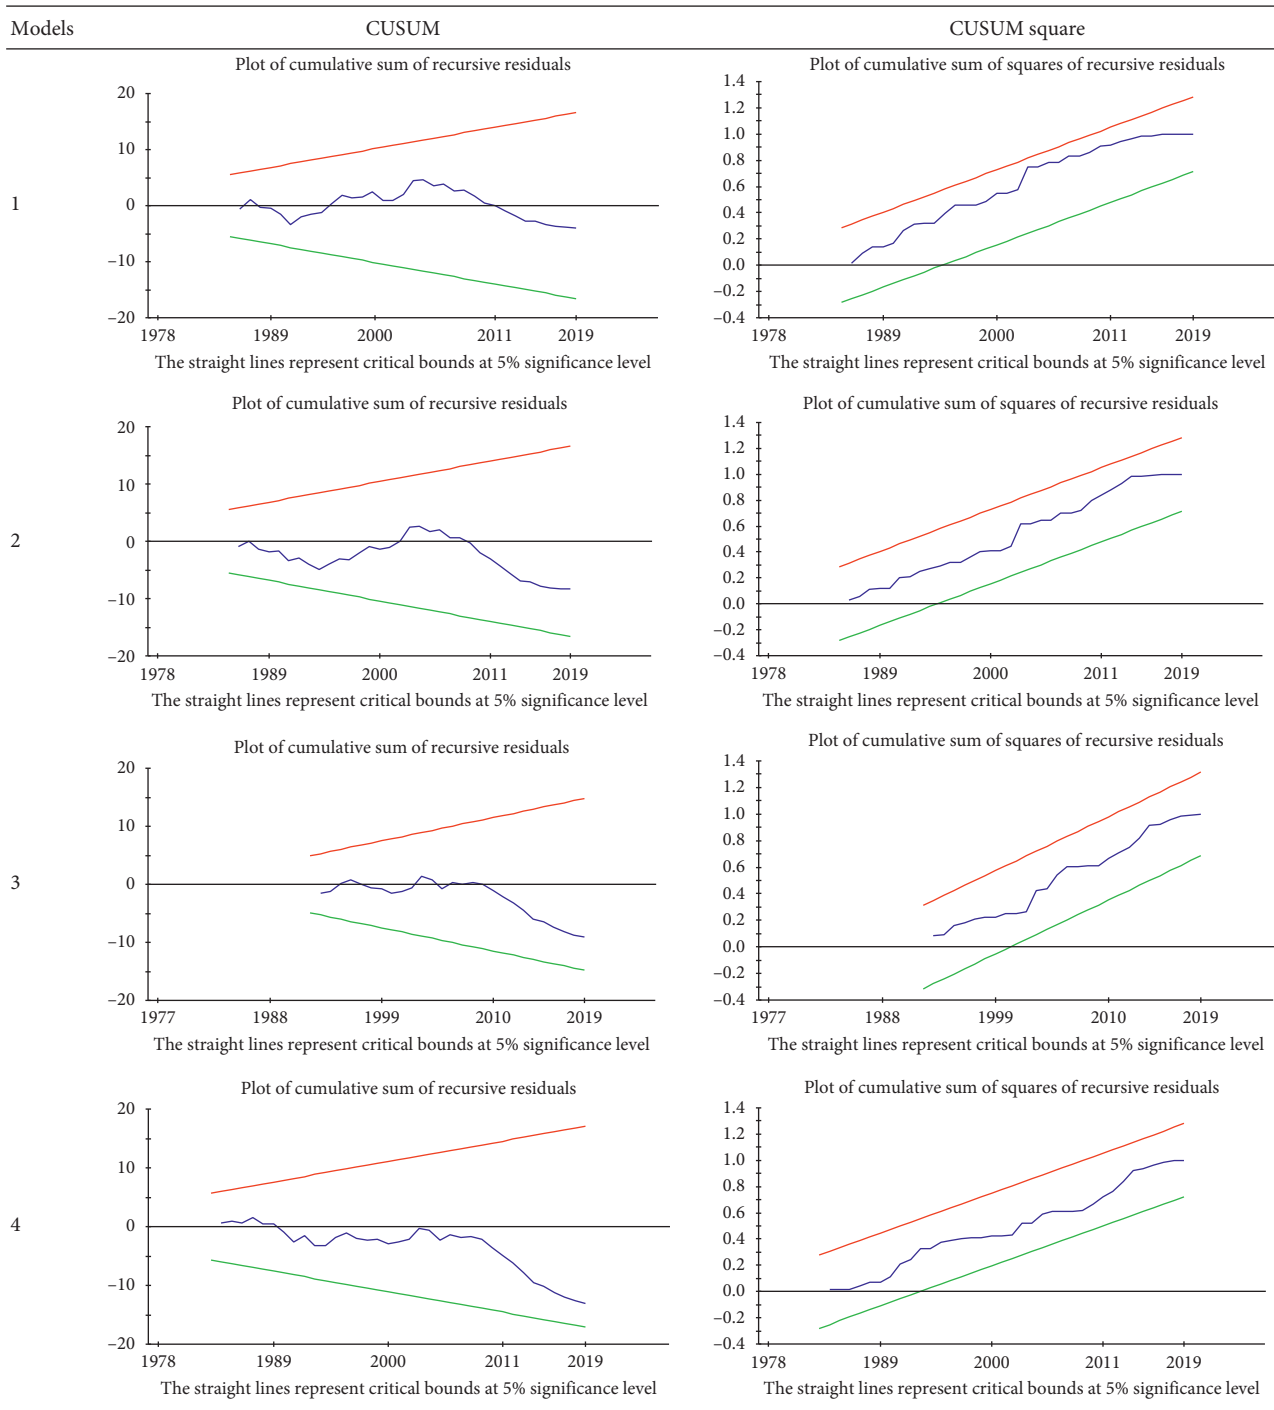 Models CUSUM CUSUM square
1
Plot of cumulative sum of recursive residuals
20
10
0
–10
–20
1978 1989 2000 2011 2019
The straight lines represent critical bounds at 5% significance level
Plot of cumulative sum of squares of recursive residuals
1.4
1.2
1.0
0.8
0.6
0.4
0.2
0.0
–0.2
–0.4
1978 1989 2000 2011 2019
The straight lines represent critical bounds at 5% significance level
2
Plot of cumulative sum of recursive residuals
20
10
0
–10
–20
1978 1989 2000 2011 2019
The straight lines represent critical bounds at 5% significance level
Plot of cumulative sum of squares of recursive residuals
1.4
1.2
1.0
0.8
0.6
0.4
0.2
0.0
–0.2
–0.4
1978 1989 2000 2011 2019
The straight lines represent critical bounds at 5% significance level
3
Plot of cumulative sum of recursive residuals
20
10
0
–10
–20
1977 1988 1999 2010 2019
The straight lines represent critical bounds at 5% significance level
Plot of cumulative sum of squares of recursive residuals
1.4
1.2
1.0
0.8
0.6
0.4
0.2
0.0
–0.2
–0.4
1977 1988 1999 2010 2019
The straight lines represent critical bounds at 5% significance level
4
Plot of cumulative sum of recursive residuals
20
10
0
–10
–20
1978 1989 2000 2011 2019
The straight lines represent critical bounds at 5% significance level
Plot of cumulative sum of squares of recursive residuals
1.4
1.2
1.0
0.8
0.6
0.4
0.2
0.0
–0.2
–0.4
1978 1989 2000 2011 2019
The straight lines represent critical bounds at 5% significance level